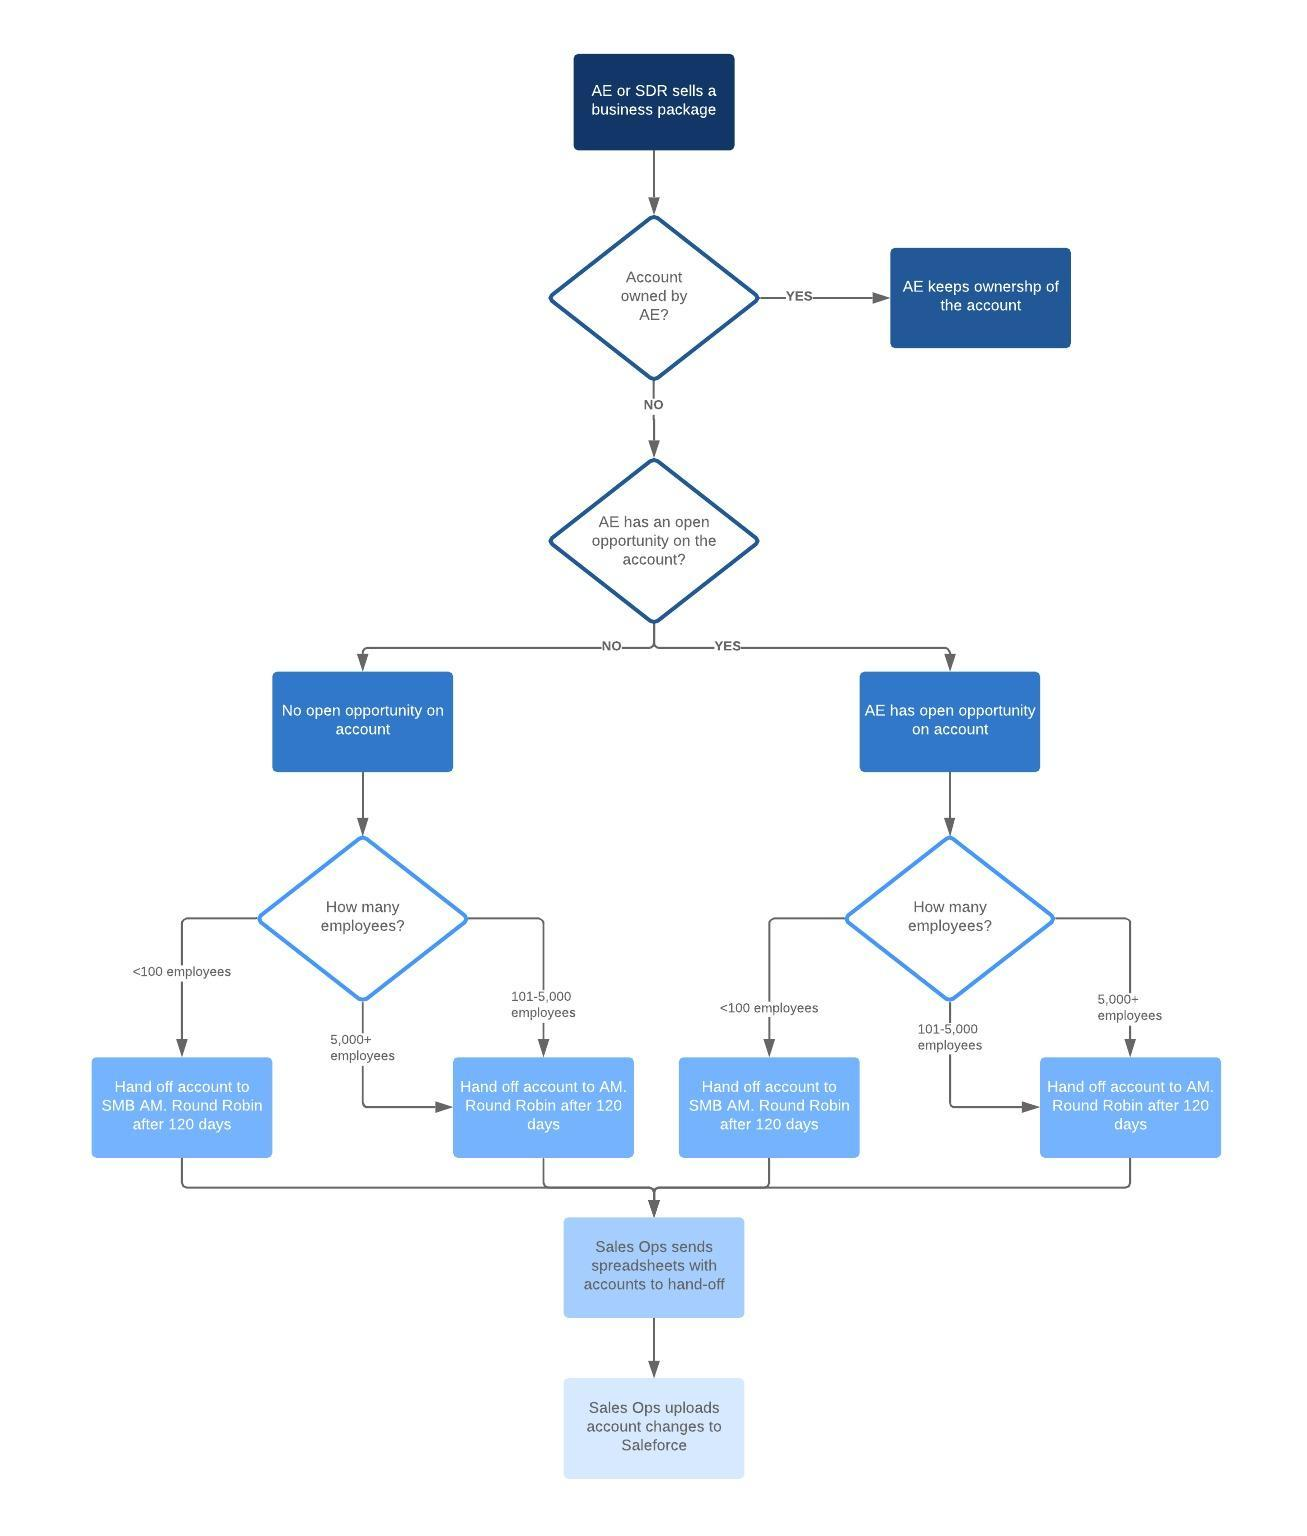 AE or SDR sells a
business package
Account
owned by
AE?
YES
AE keeps ownershp of
the account
NO
AE has an open
opportunity on the
account?
NO
YES
No open opportunity on
account
AE has open opportunity
on account
How many
employees?
How many
employees?
<100 employees
101-5,000
employees
5,000+
employees
<100 employees
5,000+
employees
101-5,000
employees
Hand off account to
SMB AM. Round Robin
after 120 days
Hand off account to AM.
Round Robin after 120
days
Hand off account to
SMB AM. Round Robin
after 120 days
Hand off account to AM.
Round Robin after 120
days
Sales Ops sends
spreadsheets with
accounts to hand-off
Sales Ops uploads
account changes to
Saleforce